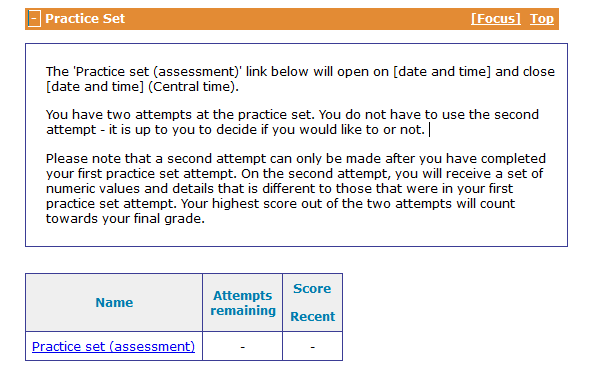 - Practice Set [Focus] Top
The 'Practice set (assessment)' link below will open on [date and time] and close
[date and time] (Central time).
You have two attempts at the practice set. You do not have to use the second
attempt - it is up to you to decide if you would like to or not.
Please note that a second attempt can only be made after you have completed
your first practice set attempt. On the second attempt, you will receive a set of
numeric values and details that is different to those that were in your first
practice set attempt. Your highest score out of the two attempts will count
towards your final grade.
Name Attempts remaining Score Recent
Practice set (assessment) - -